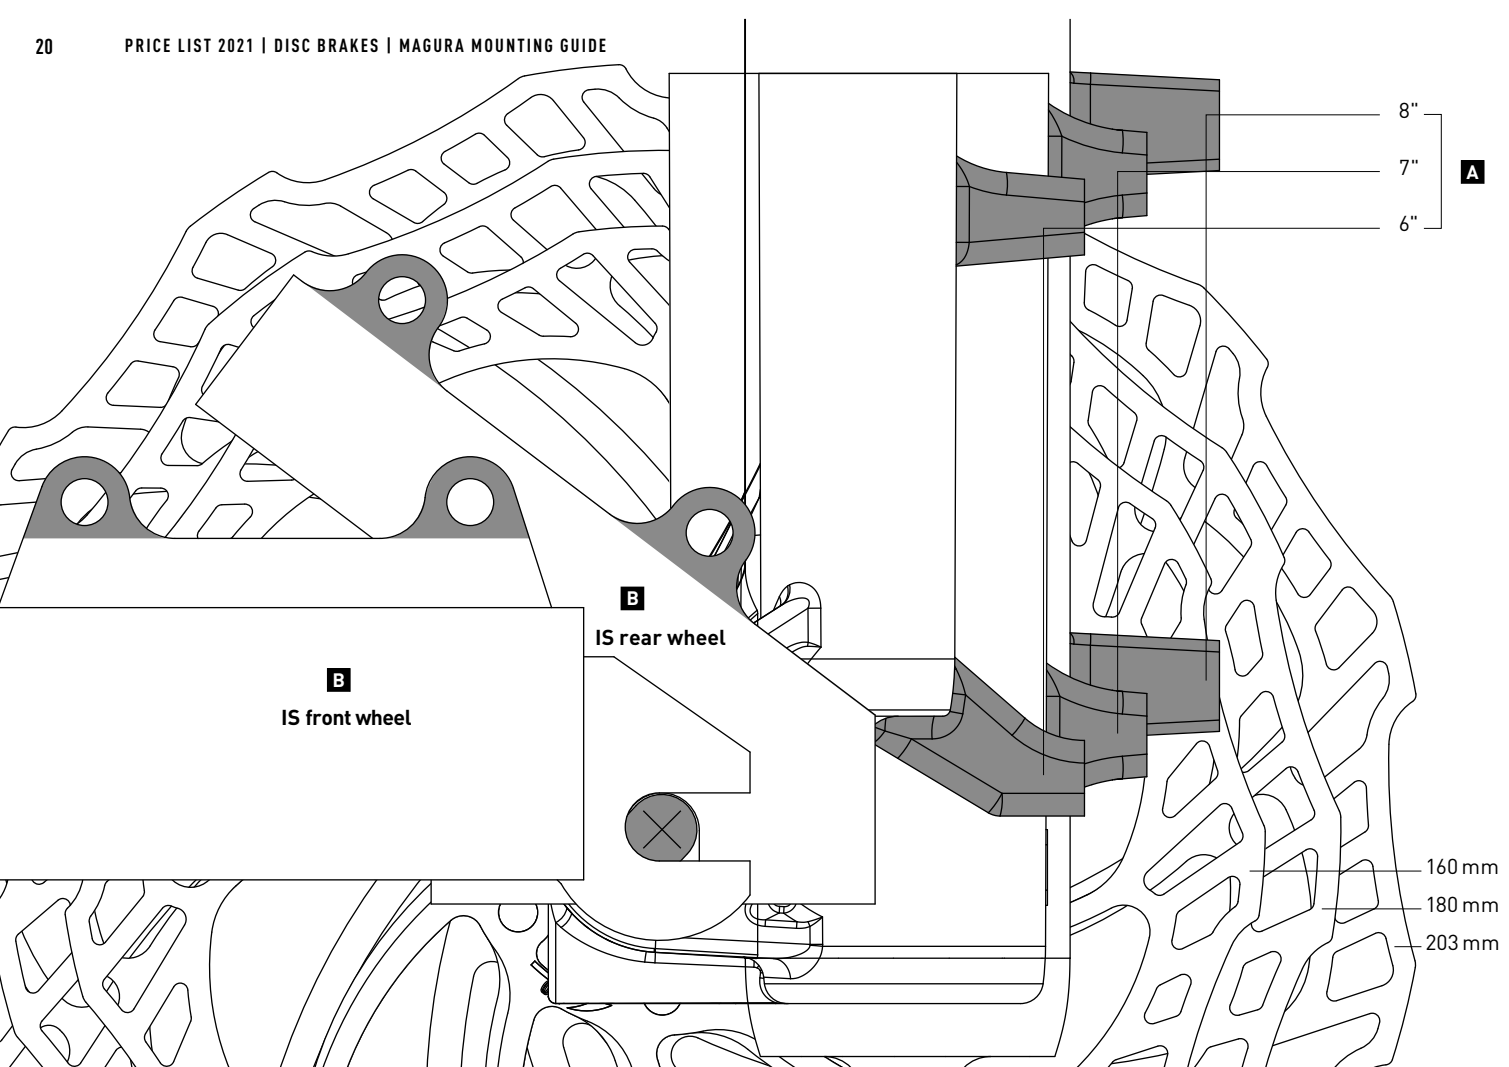 20
PRICE LIST 2021 | DISC BRAKES | MAGURA MOUNTING GUIDE
8"
7"
A
6"
B
IS rear wheel
B
IS front wheel
160 mm
180 mm
203 mm